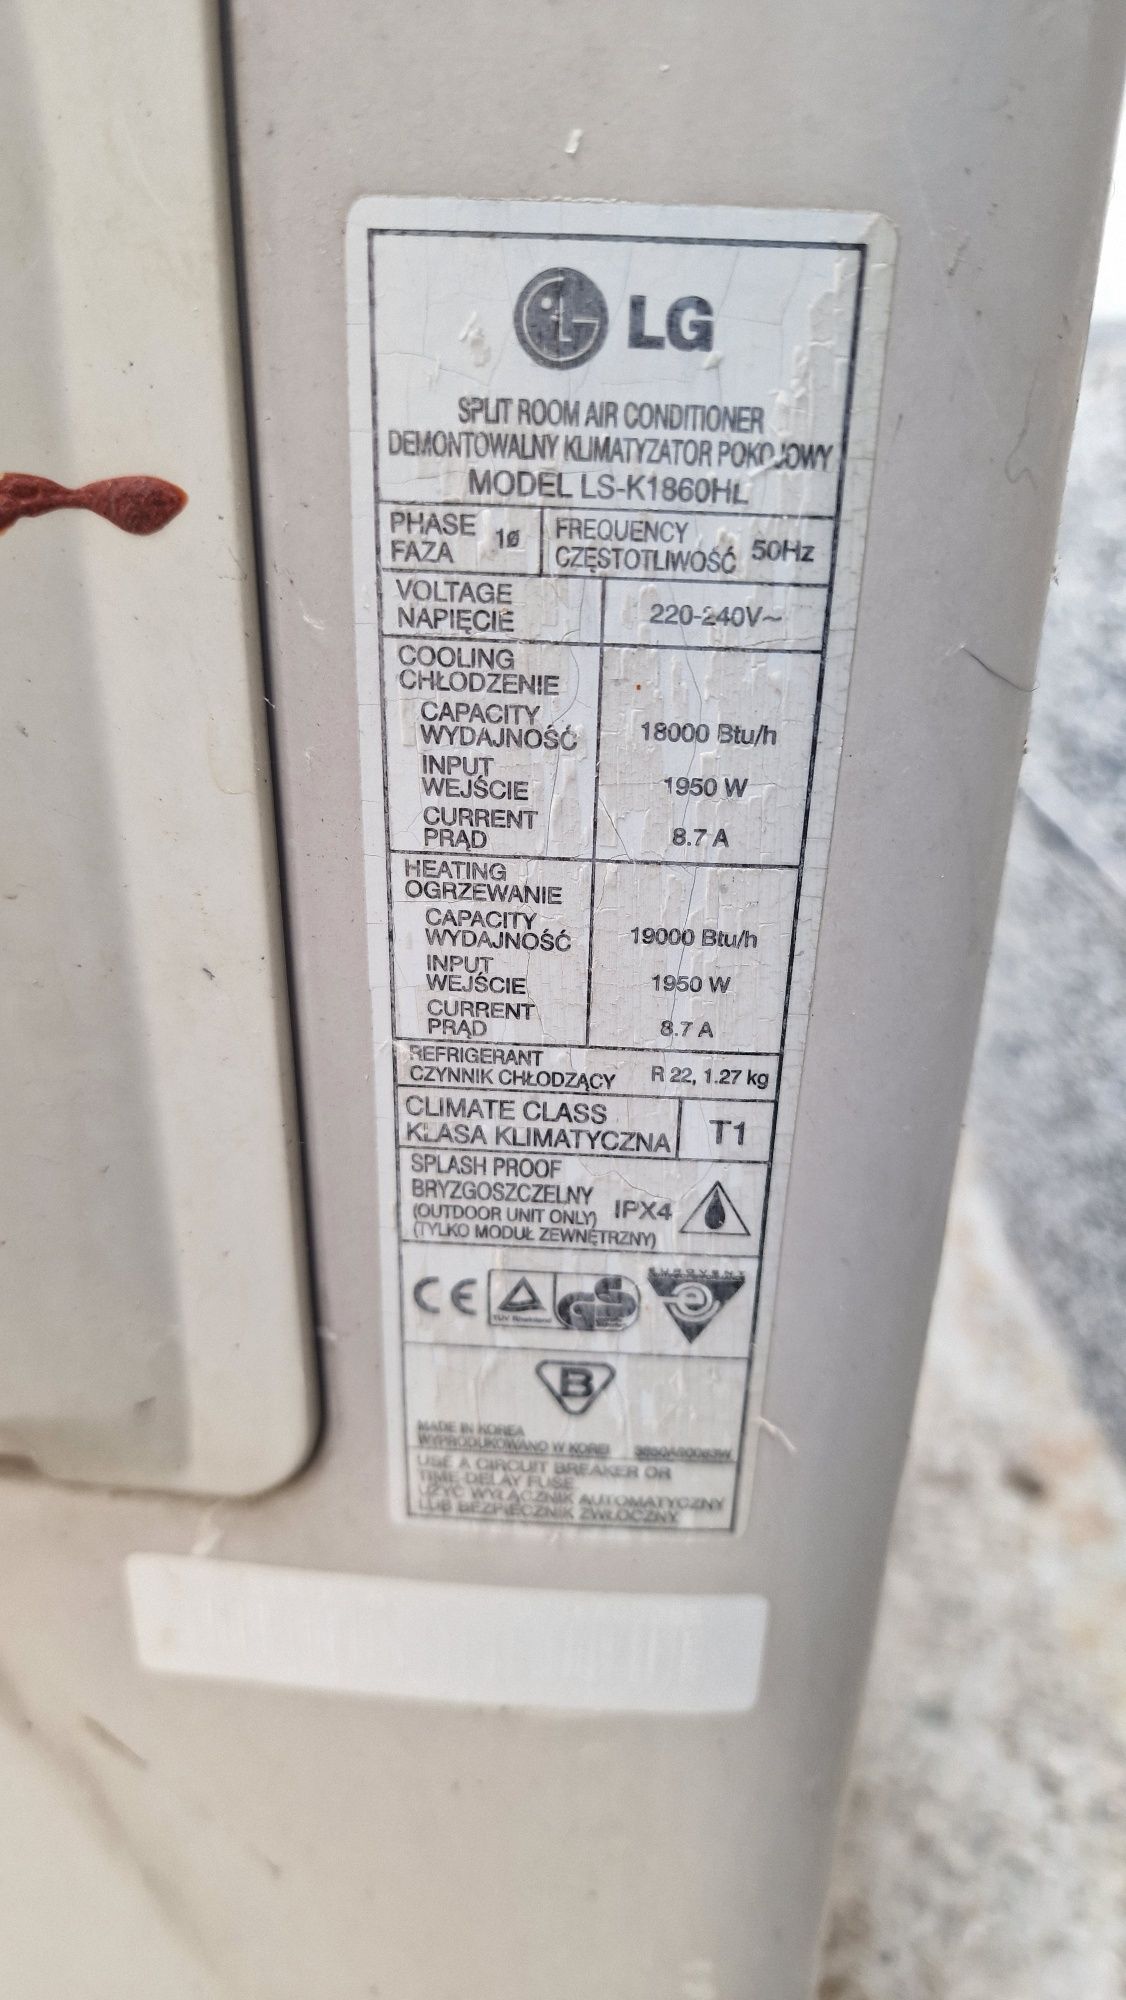 LG
SPLIT ROOM AIR CONDITIONER
DEMONTOWALNY KLIMATYZATOR POKOJOWY
MODEL LS-K1860HL
PHASE
FAZA
1ø
FREQUENCY
CZĘSTOTLIWOŚĆ
50Hz
VOLTAGE
NAPIĘCIE
220-240V~
COOLING
CHŁODZENIE
CAPACITY
WYDAJNOŚĆ
18000 Btu/h
INPUT
WEJŚCIE
1950 W
CURRENT
PRĄD
8.7 A
HEATING
OGRZEWANIE
CAPACITY
WYDAJNOŚĆ
19000 Btu/h
INPUT
WEJŚCIE
1950 W
CURRENT
PRĄD
8.7 A
REFRIGERANT
CZYNNIK CHŁODZĄCY
R 22, 1.27 kg
CLIMATE CLASS
KLASA KLIMATYCZNA
T1
SPLASH PROOF
BRYZGOSZCZELNY
(OUTDOOR UNIT ONLY)
(TYLKO MODUŁ ZEWNĘTRZNY)
IPX4
CE
TÜV Rheinland
GS
EUROVENT
e
B
MADE IN KOREA
WYPRODUKOWANO W KOREI
USE A CIRCUIT BREAKER OR
TIME-DELAY FUSE
UŻYĆ WYŁĄCZNIK AUTOMATYCZNY
LUB BEZPIECZNIK ZWŁOCZNY